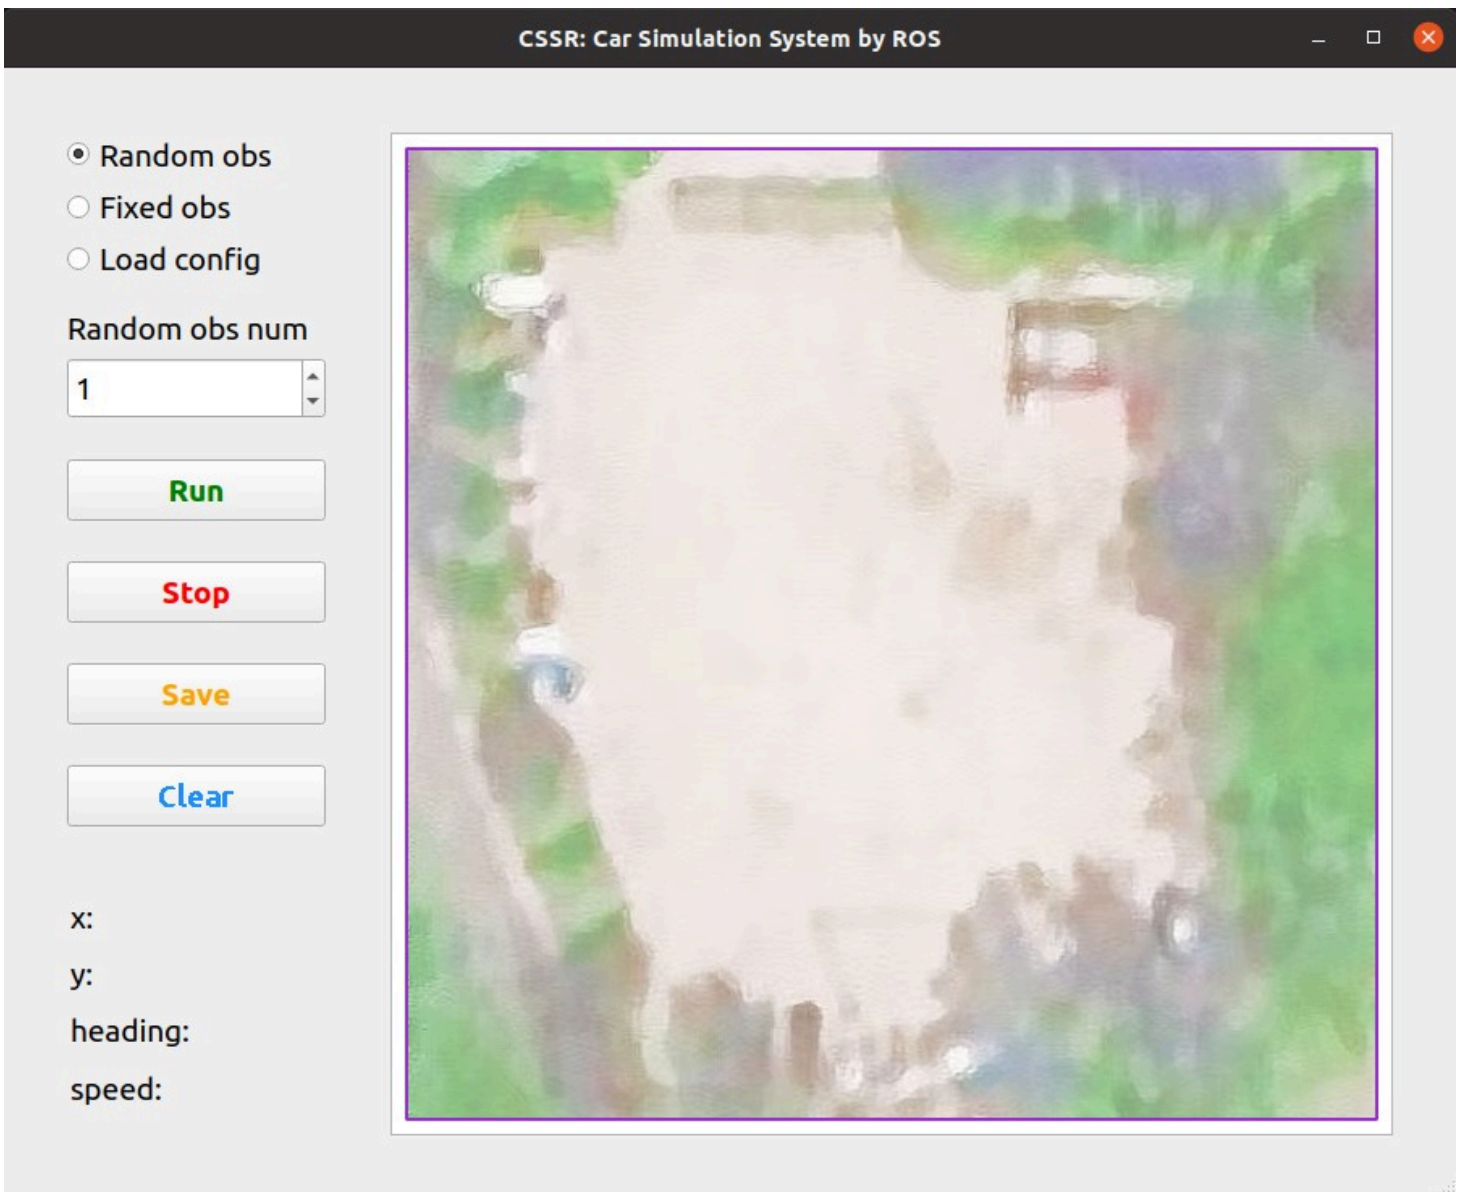 CSSR: Car Simulation System by ROS
Random obs
Fixed obs
Load config
Random obs num
1
Run
Stop
Save
Clear
x:
y:
heading:
speed: